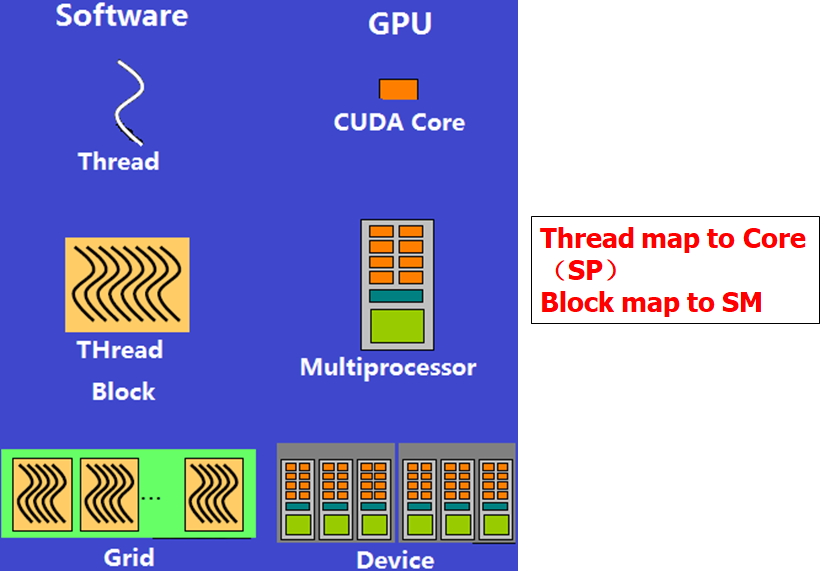 Software
GPU
Thread
CUDA Core
THread
Block
Multiprocessor
Grid
Device
...
Thread map to Core
（SP）
Block map to SM